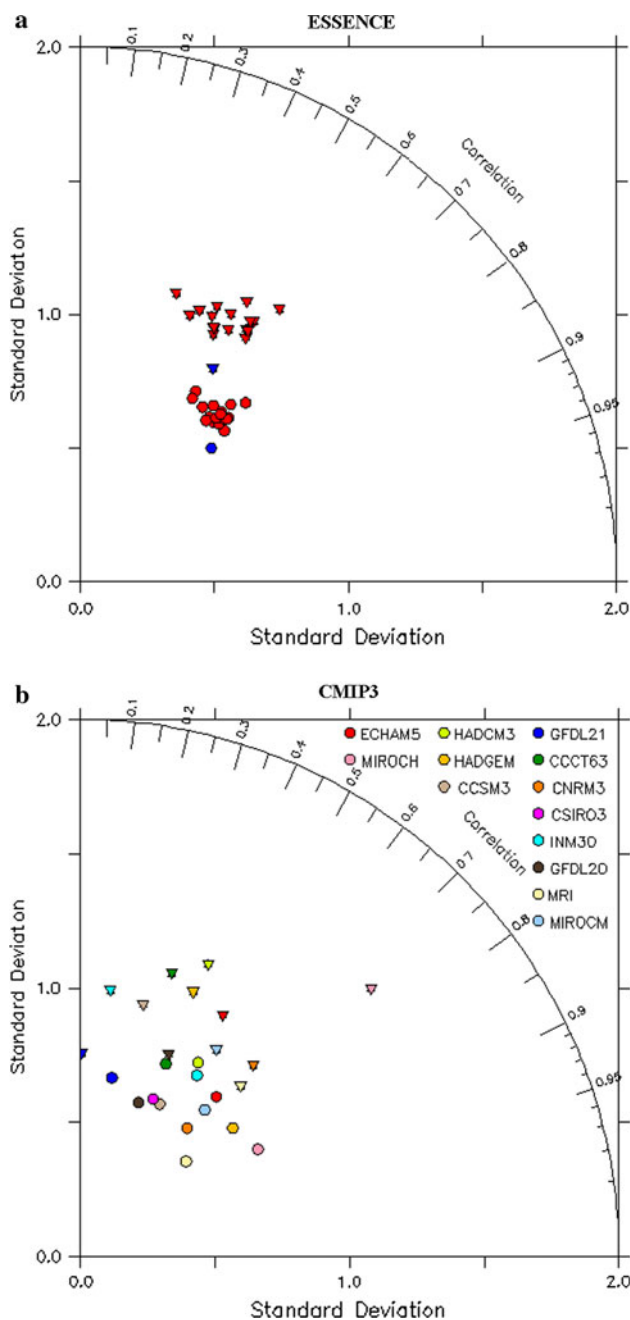 a
ESSENCE
2.0
0.1
0.2
0.3
0.4
0.5
0.6
0.7
0.8
0.9
0.95
Correlation
Standard Deviation
1.0
0.0
0.0
1.0
2.0
Standard Deviation
b
CMIP3
2.0
0.1
0.2
0.3
0.4
0.5
0.6
0.7
0.8
0.9
0.95
Correlation
ECHAM5
HADCM3
GFDL21
MIROCH
HADGEM
CCCT63
CCSM3
CNRM3
CSIRO3
INM30
GFDL20
MRI
MIROCM
Standard Deviation
1.0
0.0
0.0
1.0
2.0
Standard Deviation